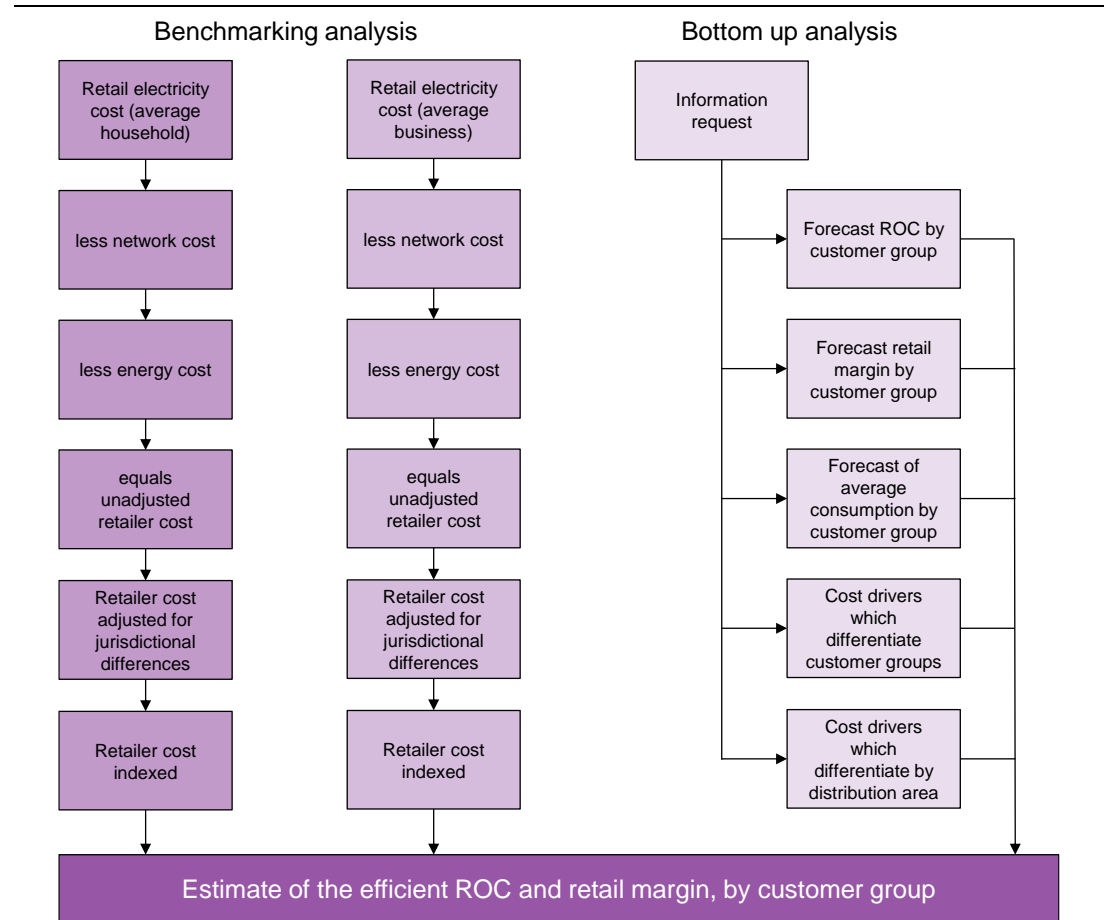 Benchmarking analysis
Bottom up analysis
Retail electricity
cost (average
household)
less network cost
less energy cost
equals
unadjusted
retailer cost
Retailer cost
adjusted for
jurisdictional
differences
Retailer cost
indexed
Retail electricity
cost (average
business)
less network cost
less energy cost
equals
unadjusted
retailer cost
Retailer cost
adjusted for
jurisdictional
differences
Retailer cost
indexed
Information
request
Forecast ROC by
customer group
Forecast retail
margin by
customer group
Forecast of
average
consumption by
customer group
Cost drivers
which
differentiate
customer groups
Cost drivers
which
differentiate by
distribution area
Estimate of the efficient ROC and retail margin, by customer group